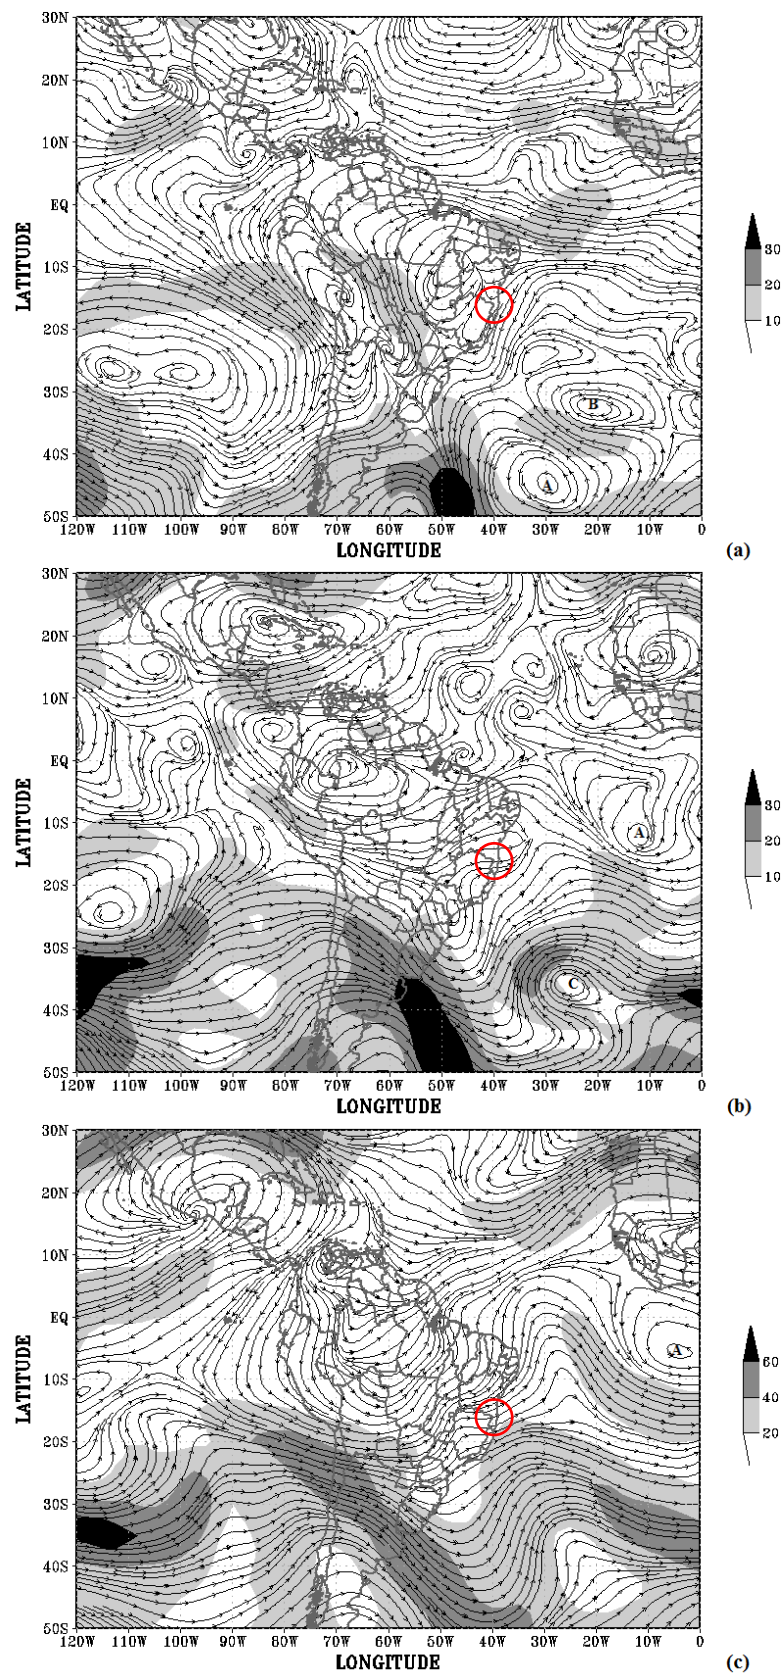 30N
20N
10N
EQ
10S
20S
30S
40S
50S
LATITUDE
B
A
30
20
10
120W 110W 100W 90W 80W 70W 60W 50W 40W 30W 20W 10W 0
LONGITUDE
(a)
30N
20N
10N
EQ
10S
20S
30S
40S
50S
LATITUDE
A
C
30
20
10
120W 110W 100W 90W 80W 70W 60W 50W 40W 30W 20W 10W 0
LONGITUDE
(b)
30N
20N
10N
EQ
10S
20S
30S
40S
50S
LATITUDE
A
60
40
20
120W 110W 100W 90W 80W 70W 60W 50W 40W 30W 20W 10W 0
LONGITUDE
(c)